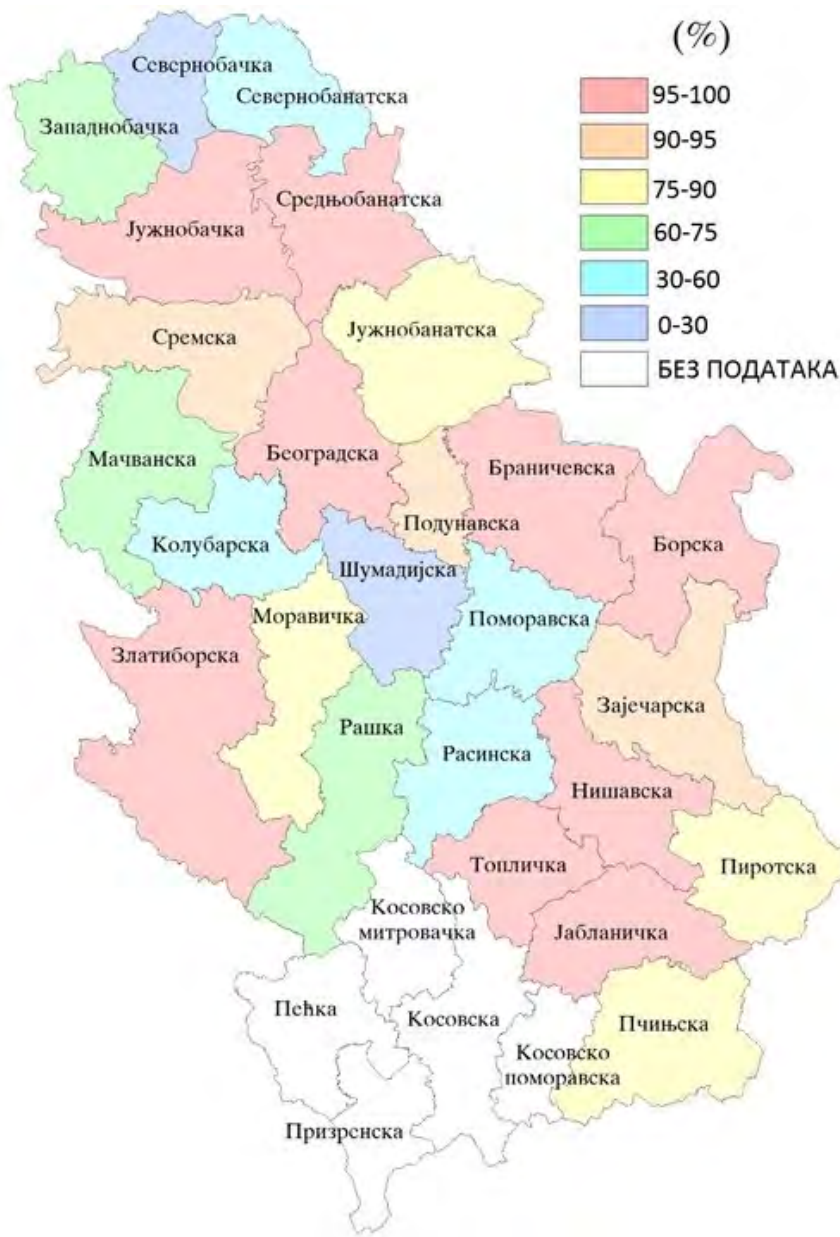 (%)
95-100
90-95
75-90
60-75
30-60
0-30
БЕЗ ПОДАТАКА
Севернобачка
Севернобанатска
Западнобачка
Средњобанатска
Јужнобачка
Јужнобанатска
Сремска
Београдска
Мачванска
Браничевска
Подунавска
Колубарска
Борска
Шумадијска
Моравичка
Поморавска
Златиборска
Зајечарска
Рашка
Расинска
Нишавска
Топличка
Пиротска
Косовско
митровачка
Јабланичка
Пећка
Косовска
Пчињска
Косовско
поморавска
Призренска